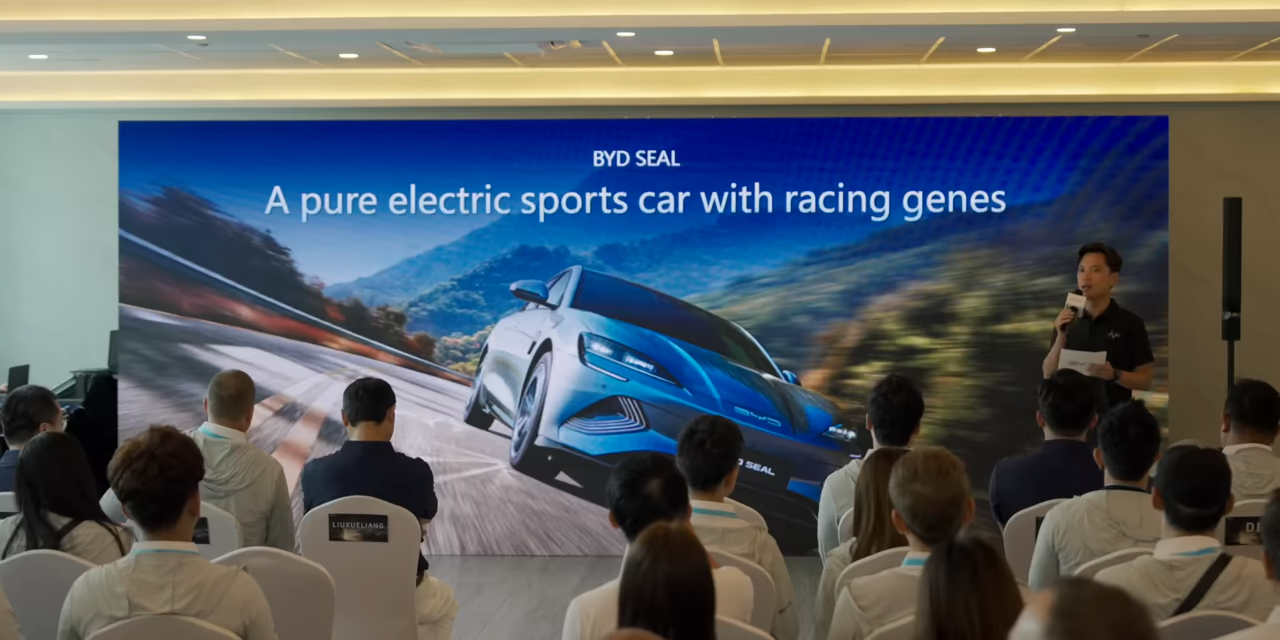 BYD SEAL
A pure electric sports car with racing genes
BYD
SEAL
LIUXUELIANG